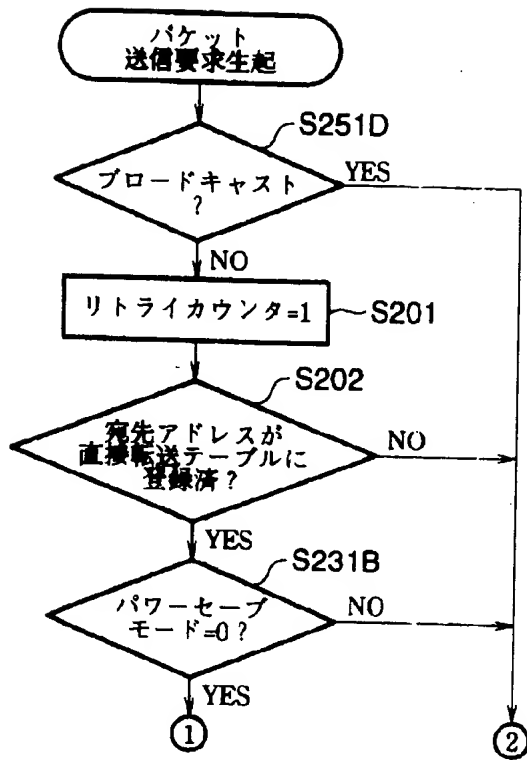 パケット
送信要求生起
S251D
ブロードキャスト
?
YES
NO
リトライカウンタ=1
S201
S202
宛先アドレスが
直接転送テーブルに
登録済?
NO
YES
S231B
パワーセーブ
モード=0?
NO
YES
①
②